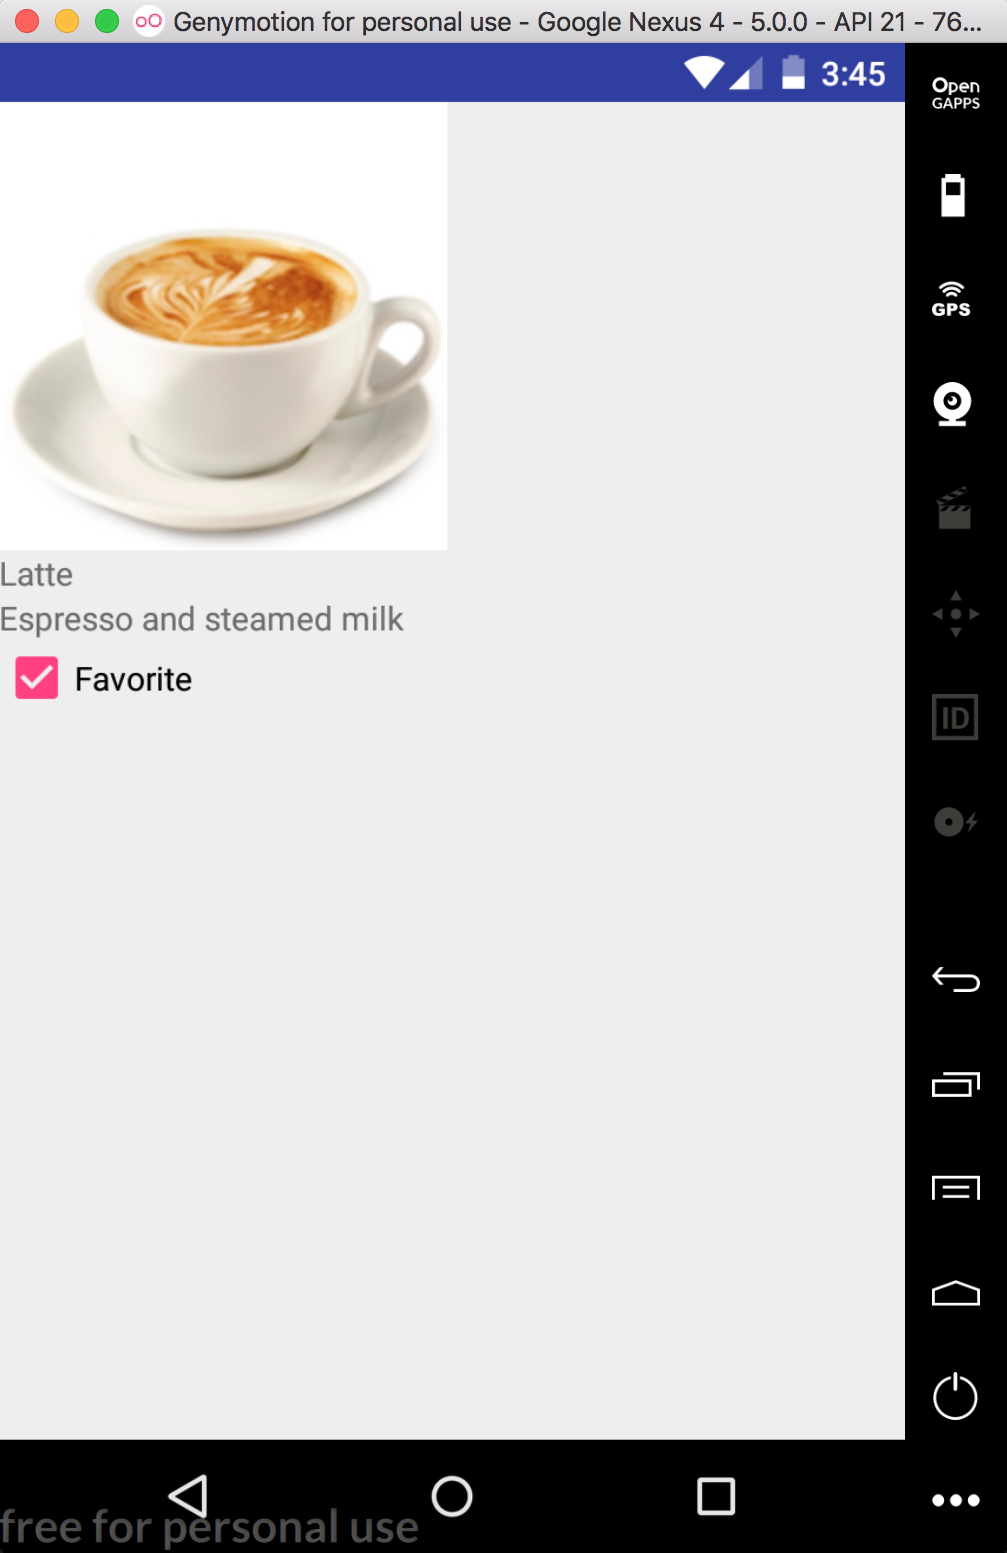 Genymotion for personal use - Google Nexus 4 - 5.0.0 - API 21 - 76...
3:45
Open
GAPPS
GPS
Latte
Espresso and steamed milk
Favorite
ID
free for personal use